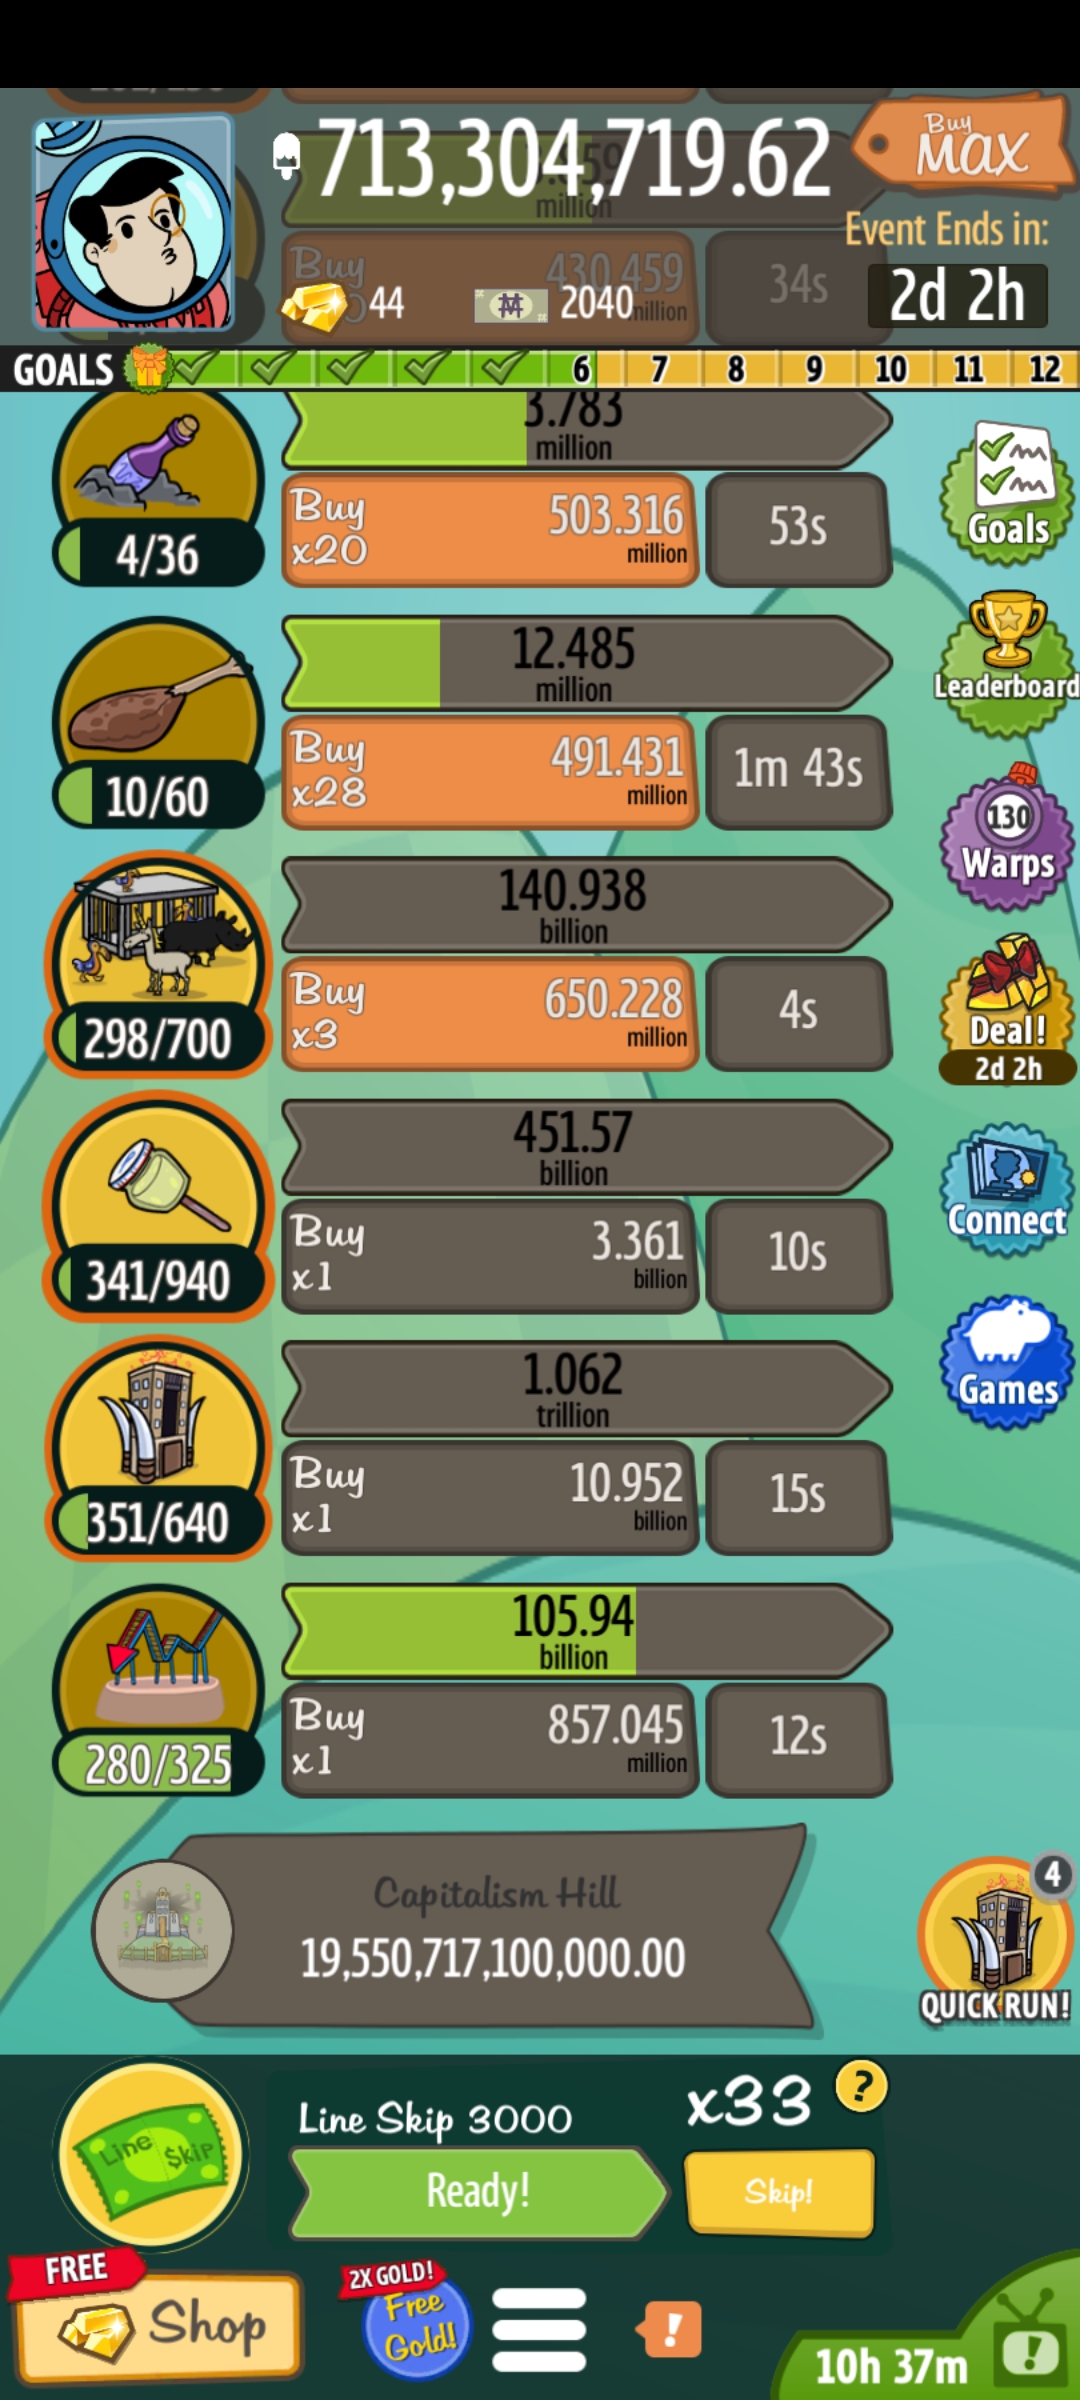 713,304,719.62
Buy
MAX
million
Event Ends in:
2d 2h
Buy
430.459
million
34s
44
2040
GOALS
6
7
8
9
10
11
12
3.783
million
Buy
x20
503.316
million
53s
4/36
Goals
12.485
million
Buy
x28
491.431
million
1m 43s
10/60
Leaderboard
130
Warps
140.938
billion
Buy
x3
650.228
million
4s
298/700
Deal!
2d 2h
451.57
billion
Buy
x1
3.361
billion
10s
341/940
Connect
1.062
trillion
Buy
x1
10.952
billion
15s
351/640
Games
105.94
billion
Buy
x1
857.045
million
12s
280/325
Capitalism Hill
19,550,717,100,000.00
4
QUICK RUN!
Line $kip
Line Skip 3000
x33
?
Ready!
Skip!
FREE
Shop
2X GOLD!
Free
Gold!
!
10h 37m
!